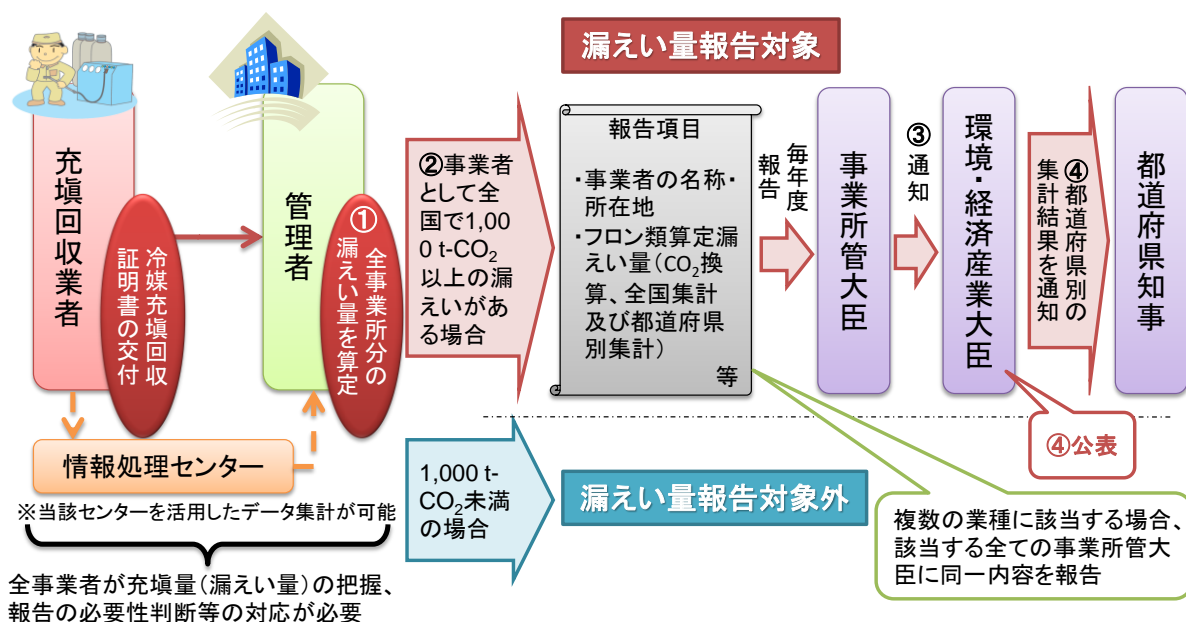 漏えい量報告対象
充塡回収業者
冷媒充塡回収
証明書の交付
管理者
①全事業所分の
漏えい量を算定
情報処理センター
※当該センターを活用したデータ集計が可能
全事業者が充塡量（漏えい量）の把握、
報告の必要性判断等の対応が必要
②事業者
として全
国で1,00
0 t-CO2
以上の漏
えいがあ
る場合
報告項目
・事業者の名称・
所在地
・フロン類算定漏
えい量（CO2換
算、全国集計
及び都道府県
別集計）
等
毎年度
報告
事業所管大臣
③通知
環境・経済産業大臣
④都道府県別の
集計結果を通知
都道府県知事
④公表
1,000 t-
CO2未満
の場合
漏えい量報告対象外
複数の業種に該当する場合、
該当する全ての事業所管大
臣に同一内容を報告